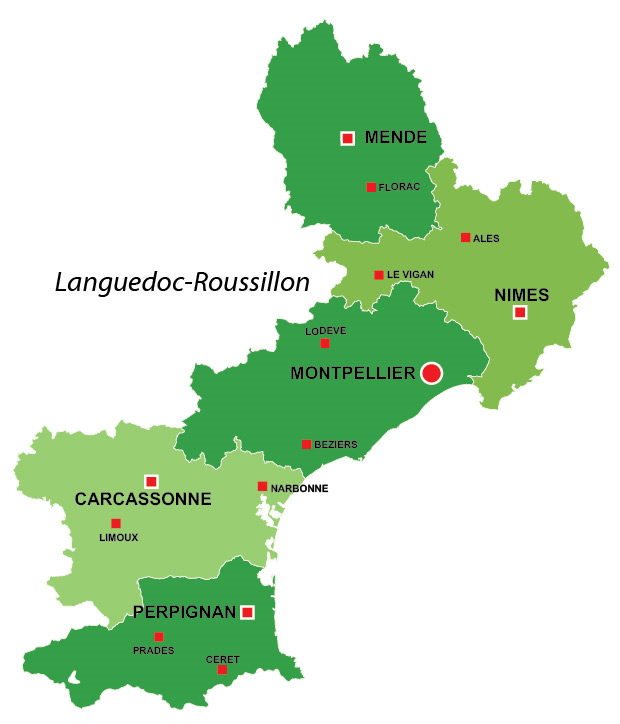 MENDE
FLORAC
ALES
LE VIGAN
Languedoc-Roussillon
NIMES
LODEVE
MONTPELLIER
BEZIERS
NARBONNE
CARCASSONNE
LIMOUX
PERPIGNAN
PRADES
CERET